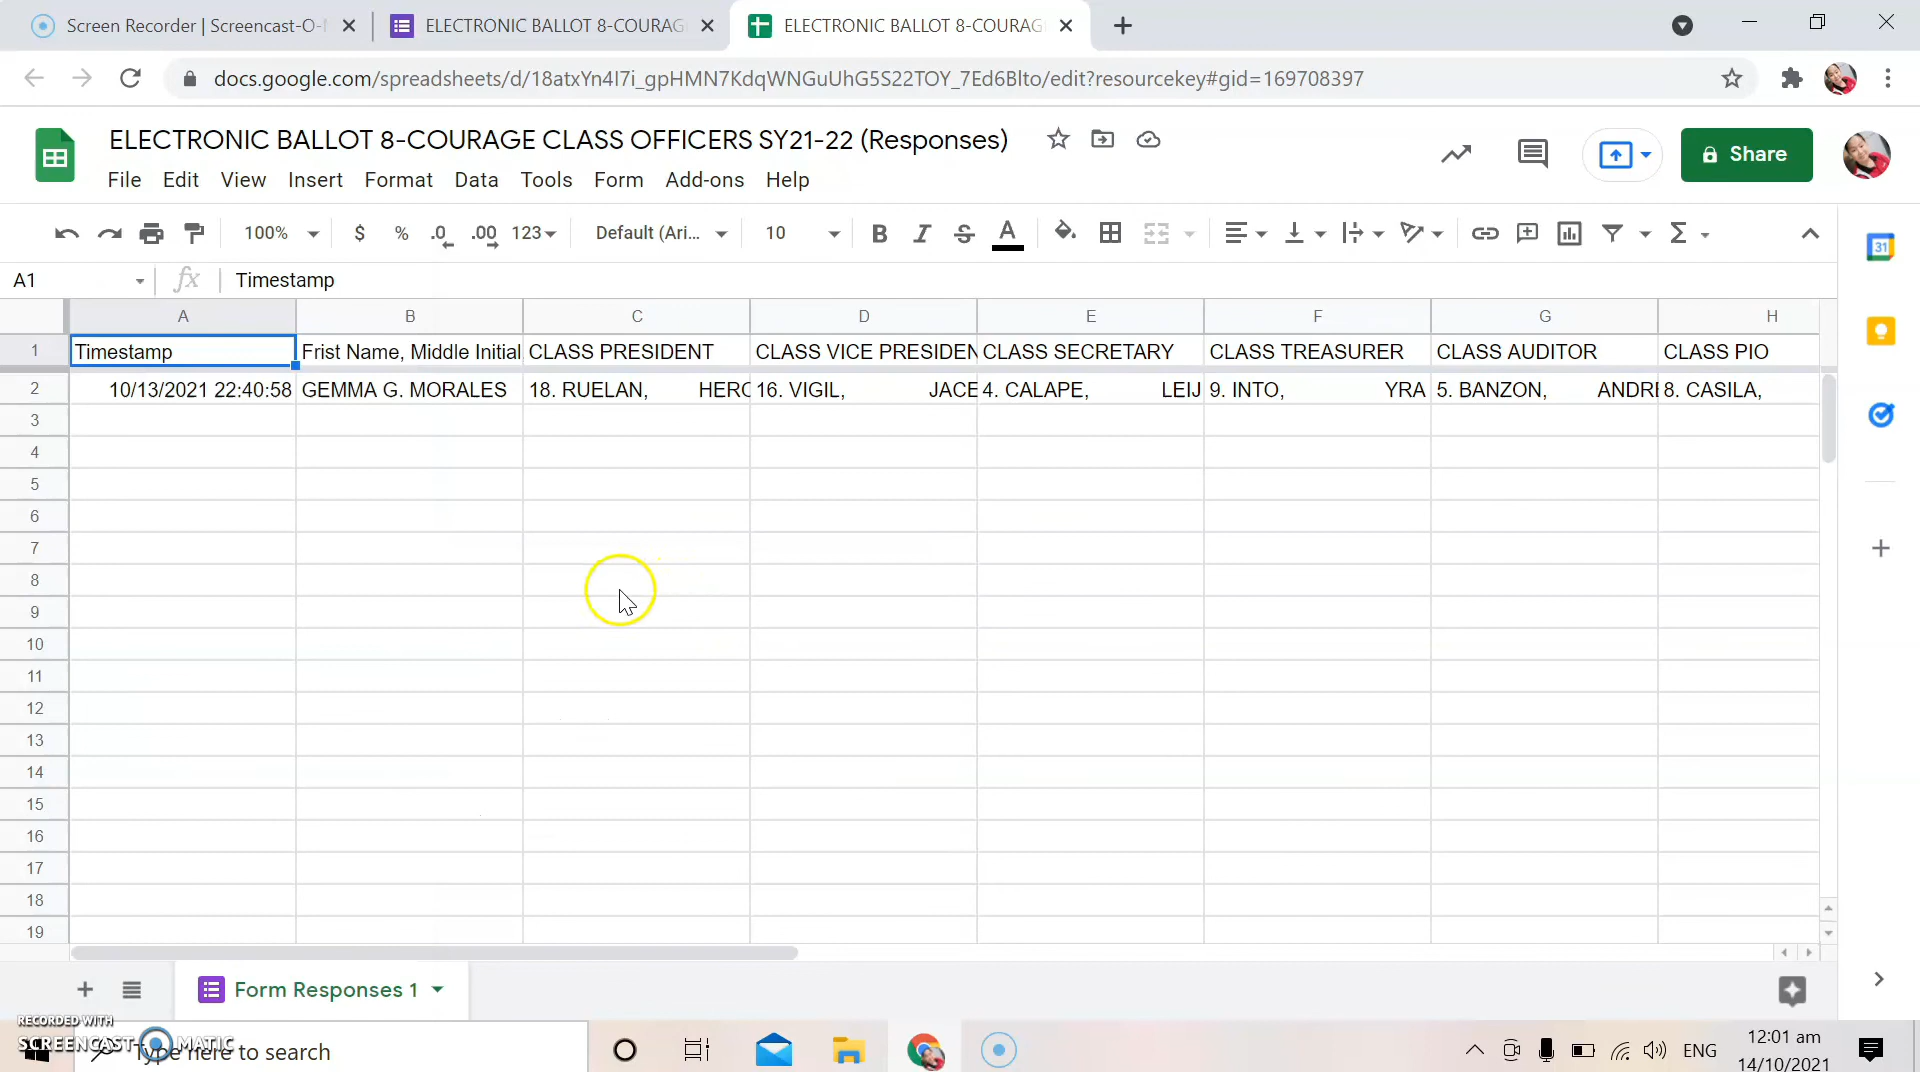 Screen Recorder | Screencast-O-
ELECTRONIC BALLOT 8-COURAG
ELECTRONIC BALLOT 8-COURAG
docs.google.com/spreadsheets/d/18atxYn4I7i_gpHMN7KdqWNGuUhG5S22TOY_7Ed6Blto/edit?resourcekey#gid=169708397
ELECTRONIC BALLOT 8-COURAGE CLASS OFFICERS SY21-22 (Responses)
Share
File Edit View Insert Format Data Tools Form Add-ons Help
100% $ % .0 .00 123 Default (Ari... 10 B I S A
31
A1 fx Timestamp
A B C D E F G H
1 Timestamp Frist Name, Middle Initial CLASS PRESIDENT CLASS VICE PRESIDEN CLASS SECRETARY CLASS TREASURER CLASS AUDITOR CLASS PIO
2 10/13/2021 22:40:58 GEMMA G. MORALES 18. RUELAN, HERO 16. VIGIL, JACE 4. CALAPE, LEIJ 9. INTO, YRA 5. BANZON, ANDRE 8. CASILA,
3
4
5
6
7
8
9
10
11
12
13
14
15
16
17
18
19
Form Responses 1
RECORDED WITH
SCREENCAST-O-MATIC
Type here to search
ENG
12:01 am
14/10/2021